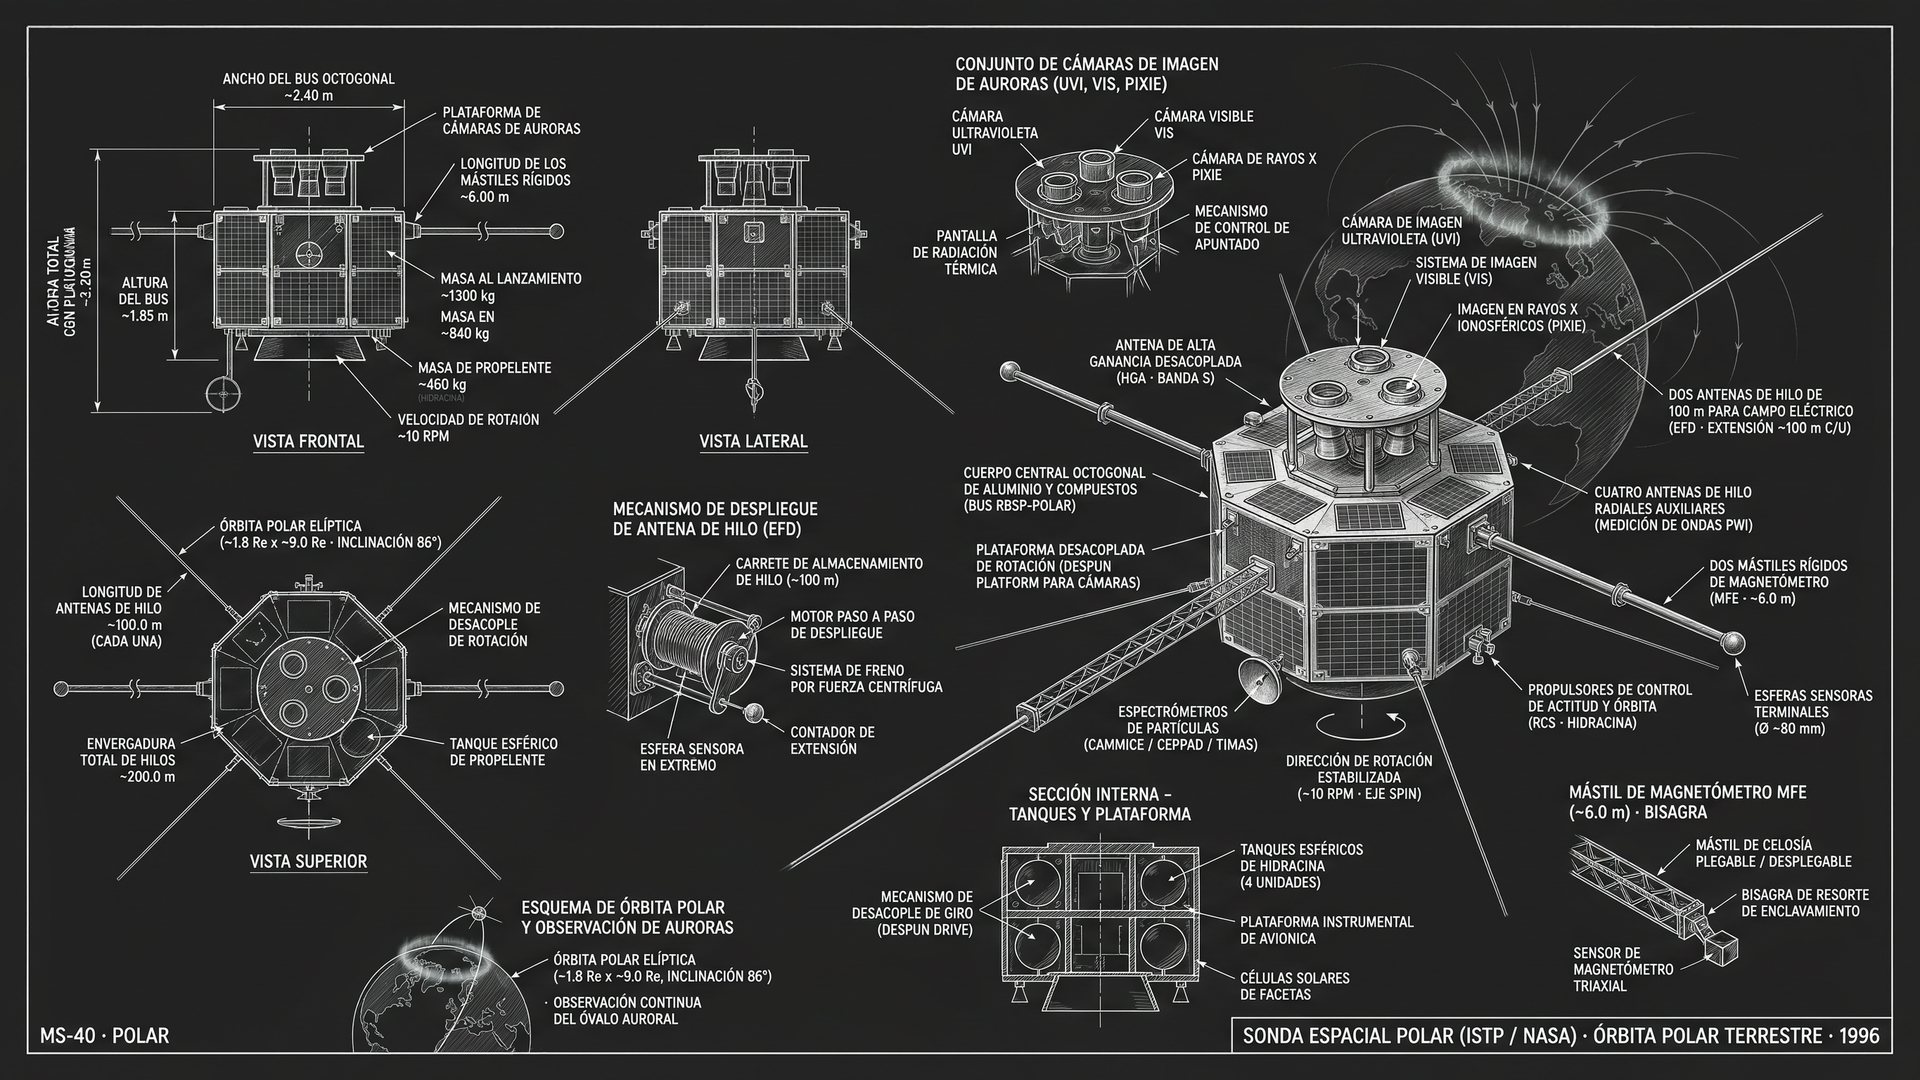 ANCHO DEL BUS OCTOGONAL
~2.40 m
PLATAFORMA DE
CÁMARAS DE AURORAS
LONGITUD DE LOS
MÁSTILES RÍGIDOS
~6.00 m
~3.20 m
ALTURA
DEL BUS
~1.85 m
MASA AL LANZAMIENTO
~1300 kg
MASA EN
~840 kg
MASA DE PROPELENTE
~460 kg
(HIDRACINA)
VELOCIDAD DE ROTACIÓN
~10 RPM
VISTA FRONTAL
VISTA LATERAL
CONJUNTO DE CÁMARAS DE IMAGEN
DE AURORAS (UVI, VIS, PIXIE)
CÁMARA
ULTRAVIOLETA
UVI
CÁMARA VISIBLE
VIS
CÁMARA DE RAYOS X
PIXIE
MECANISMO
DE CONTROL DE
APUNTADO
PANTALLA
DE RADIACIÓN
TÉRMICA
CÁMARA DE IMAGEN
ULTRAVIOLETA (UVI)
SISTEMA DE IMAGEN
VISIBLE (VIS)
IMAGEN EN RAYOS X
IONOSFÉRICOS (PIXIE)
ANTENA DE ALTA
GANANCIA DESACOPLADA
(HGA · BANDA S)
DOS ANTENAS DE HILO DE
100 m PARA CAMPO ELÉCTRICO
(EFD · EXTENSIÓN ~100 m C/U)
CUERPO CENTRAL OCTOGONAL
DE ALUMINIO Y COMPUESTOS
(BUS RBSP-POLAR)
CUATRO ANTENAS DE HILO
RADIALES AUXILIARES
(MEDICIÓN DE ONDAS PWI)
PLATAFORMA DESACOPLADA
DE ROTACIÓN (DESPUN
PLATFORM PARA CÁMARAS)
DOS MÁSTILES RÍGIDOS
DE MAGNETÓMETRO
(MFE · ~6.0 m)
ESPECTRÓMETROS
DE PARTÍCULAS
(CAMMICE / CEPPAD / TIMAS)
PROPULSORES DE CONTROL
DE ACTITUD Y ÓRBITA
(RCS · HIDRACINA)
ESFERAS SENSORAS
TERMINALES
(Ø ~80 mm)
DIRECCIÓN DE ROTACIÓN
ESTABILIZADA
(~10 RPM · EJE SPIN)
ÓRBITA POLAR ELÍPTICA
(~1.8 Re x ~9.0 Re · INCLINACIÓN 86°)
LONGITUD DE
ANTENAS DE HILO
~100.0 m
(CADA UNA)
MECANISMO DE
DESACOPLE
DE ROTACIÓN
ENVERGADURA
TOTAL DE HILOS
~200.0 m
TANQUE ESFÉRICO
DE PROPELENTE
VISTA SUPERIOR
MECANISMO DE DESPLIEGUE
DE ANTENA DE HILO (EFD)
CARRETE DE ALMACENAMIENTO
DE HILO (~100 m)
MOTOR PASO A PASO
DE DESPLIEGUE
SISTEMA DE FRENO
POR FUERZA CENTRÍFUGA
CONTADOR DE
EXTENSIÓN
ESFERA SENSORA
EN EXTREMO
ESQUEMA DE ÓRBITA POLAR
Y OBSERVACIÓN DE AURORAS
ÓRBITA POLAR ELÍPTICA
(~1.8 Re x ~9.0 Re, INCLINACIÓN 86°)
· OBSERVACIÓN CONTINUA
DEL ÓVALO AURORAL
SECCIÓN INTERNA –
TANQUES Y PLATAFORMA
MECANISMO DE
DESACOPLE DE GIRO
(DESPUN DRIVE)
TANQUES ESFÉRICOS
DE HIDRACINA
(4 UNIDADES)
PLATAFORMA INSTRUMENTAL
DE AVIONICA
CÉLULAS SOLARES
DE FACETAS
MÁSTIL DE MAGNETÓMETRO MFE
(~6.0 m) · BISAGRA
MÁSTIL DE CELOSÍA
PLEGABLE / DESPLEGABLE
BISAGRA DE RESORTE
DE ENCLAVAMIENTO
SENSOR DE
MAGNETÓMETRO
TRIAXIAL
MS-40 · POLAR
SONDA ESPACIAL POLAR (ISTP / NASA) · ÓRBITA POLAR TERRESTRE · 1996